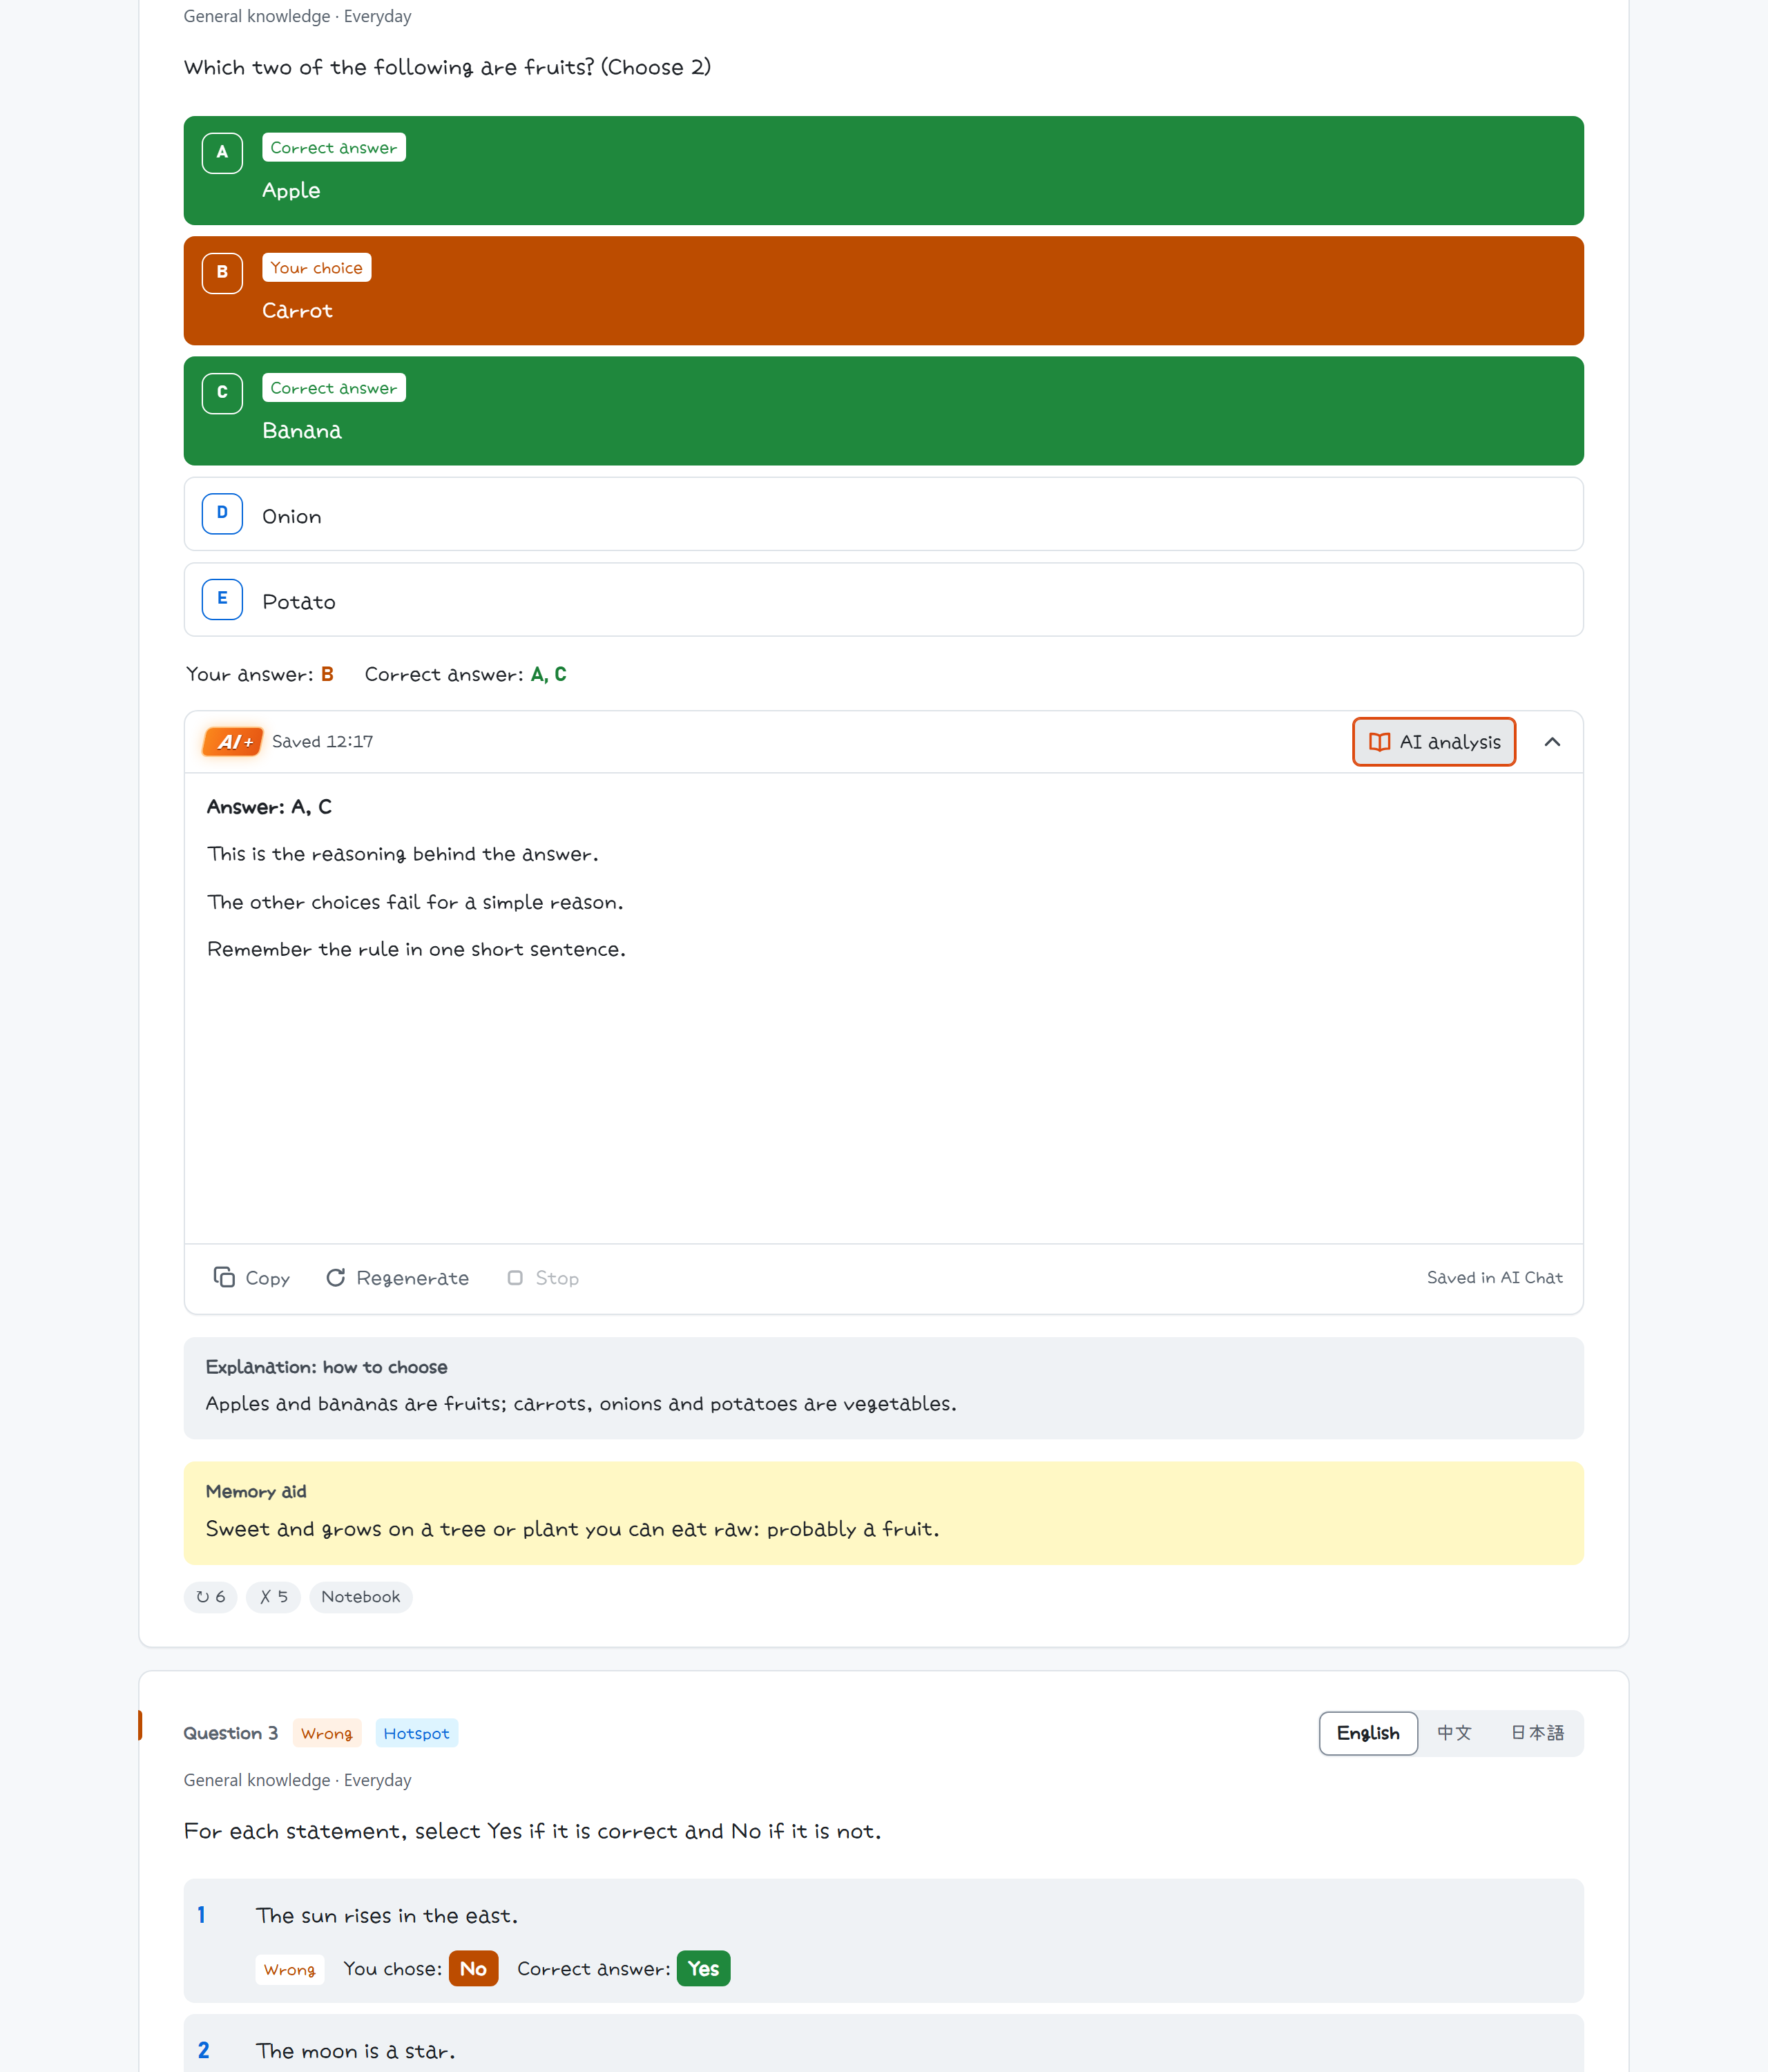 General knowledge · Everyday
Which two of the following are fruits? (Choose 2)
A
Correct answer
Apple
B
Your choice
Carrot
C
Correct answer
Banana
D
Onion
E
Potato
Your answer: B Correct answer: A, C
AI+ Saved 12:17 AI analysis
Answer: A, C
This is the reasoning behind the answer.
The other choices fail for a simple reason.
Remember the rule in one short sentence.
Copy Regenerate Stop Saved in AI Chat
Explanation: how to choose
Apples and bananas are fruits; carrots, onions and potatoes are vegetables.
Memory aid
Sweet and grows on a tree or plant you can eat raw: probably a fruit.
↻ 6 ✗ 5 Notebook
Question 3 Wrong Hotspot English 中文 日本語
General knowledge · Everyday
For each statement, select Yes if it is correct and No if it is not.
1 The sun rises in the east.
Wrong You chose: No Correct answer: Yes
2 The moon is a star.